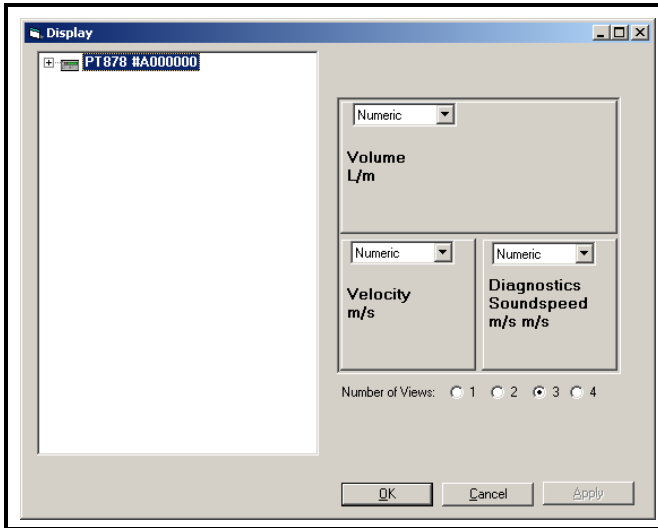 Display
PT878 #A000000
Numeric
Volume
L/m
Numeric
Velocity
m/s
Numeric
Diagnostics
Soundspeed
m/s m/s
Number of Views: 1 2 3 4
OK Cancel Apply